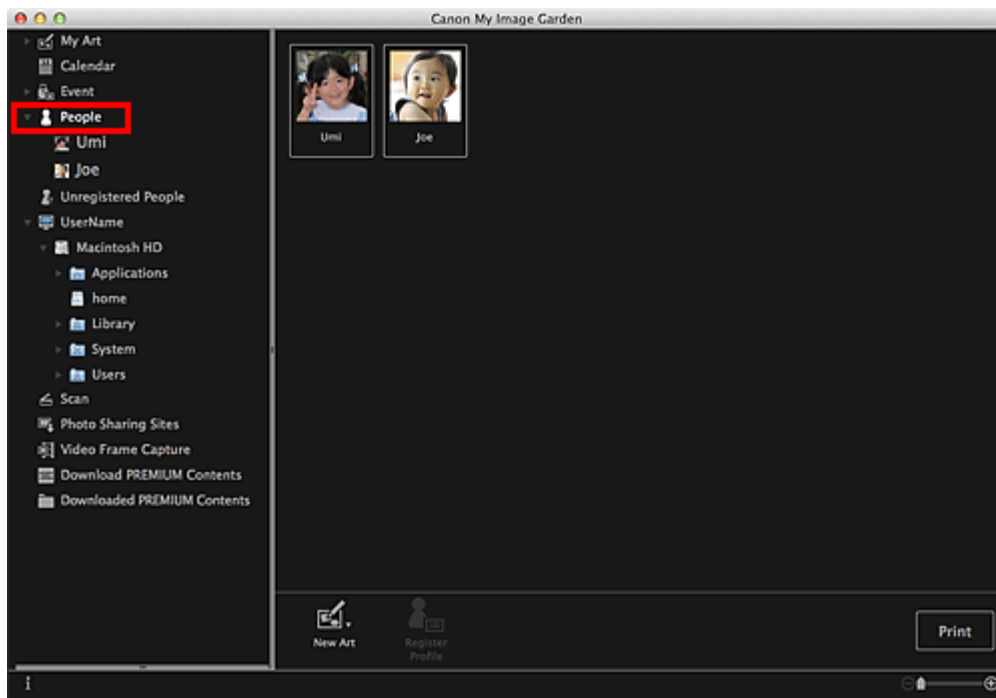 Canon My Image Garden
My Art
Calendar
Event
People
Umi
Joe
Unregistered People
UserName
Macintosh HD
Applications
home
Library
System
Users
Scan
Photo Sharing Sites
Video Frame Capture
Download PREMIUM Contents
Downloaded PREMIUM Contents
Umi
Joe
New Art
Register
Profile
Print